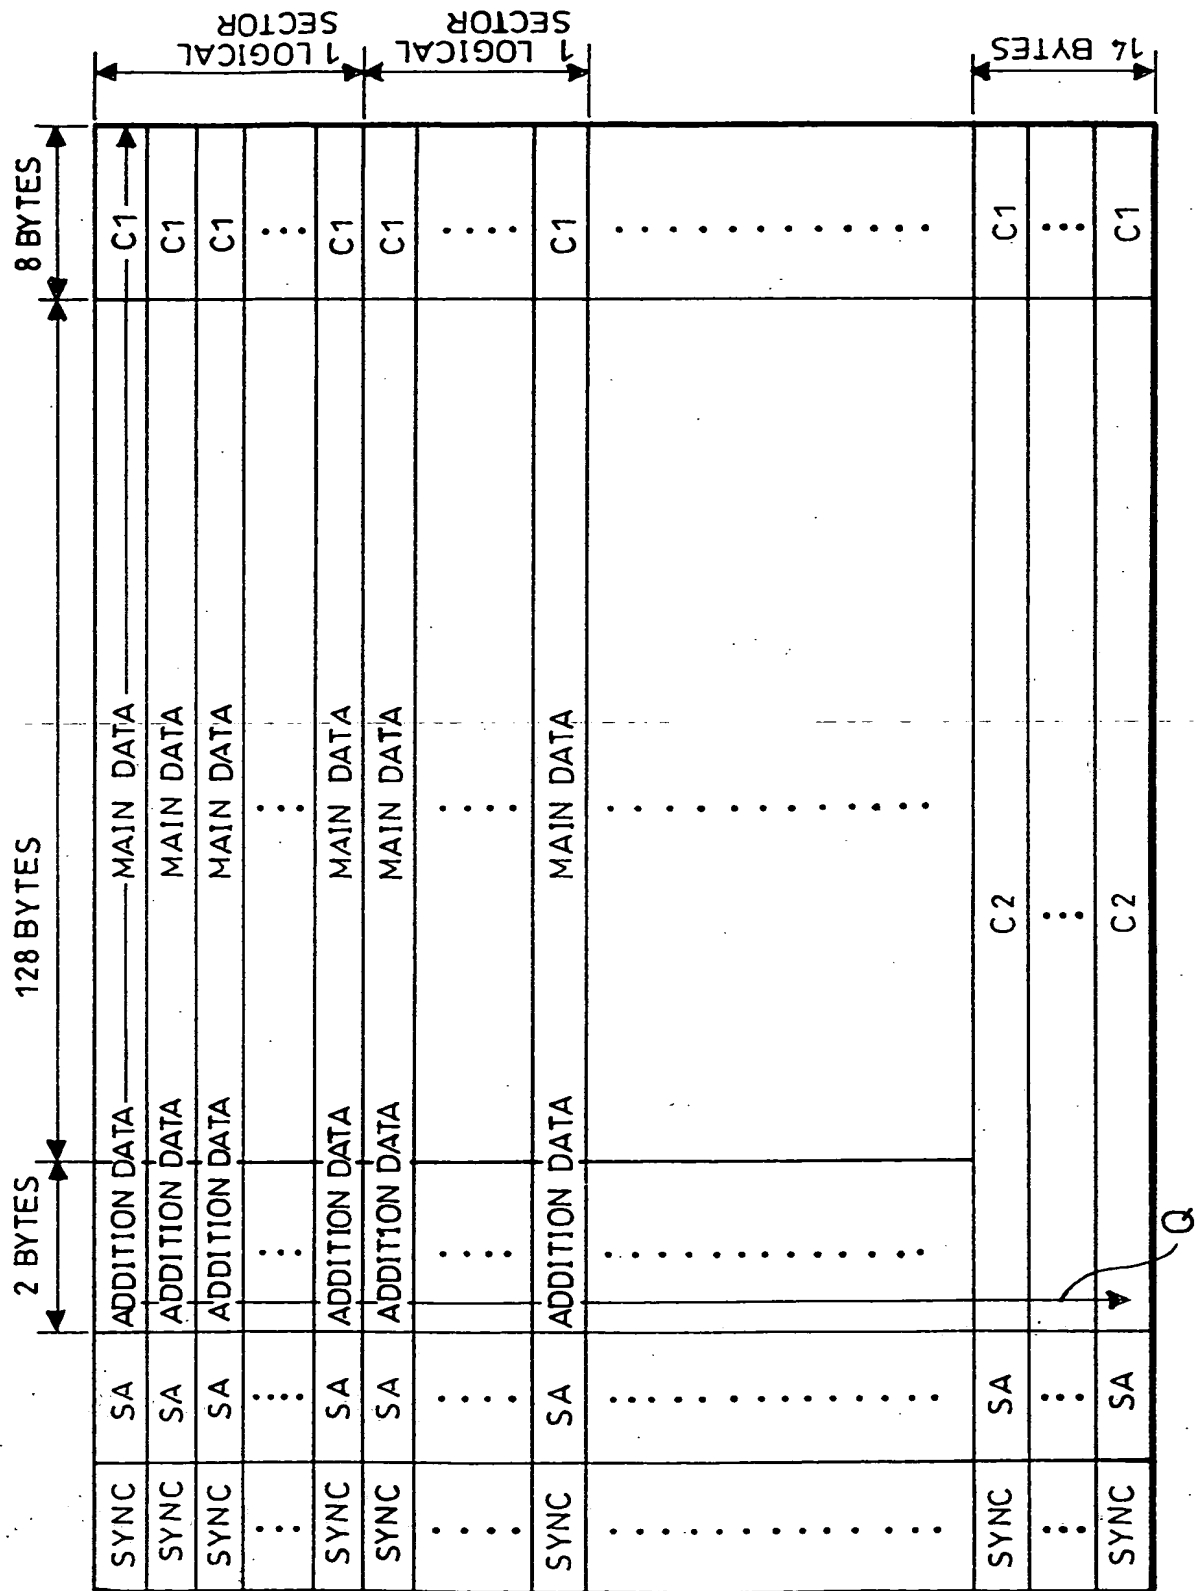 2 BYTES
128 BYTES
8 BYTES
SYNC SA ADDITION DATA MAIN DATA C1
SYNC SA ADDITION DATA MAIN DATA C1
SYNC SA ADDITION DATA MAIN DATA C1
SYNC SA ADDITION DATA MAIN DATA C1
SYNC SA ADDITION DATA MAIN DATA C1
SYNC SA ADDITION DATA MAIN DATA C1
SYNC SA C2 C1
SYNC SA C2 C1
1 LOGICAL
SECTOR
1 LOGICAL
SECTOR
14 BYTES
Q